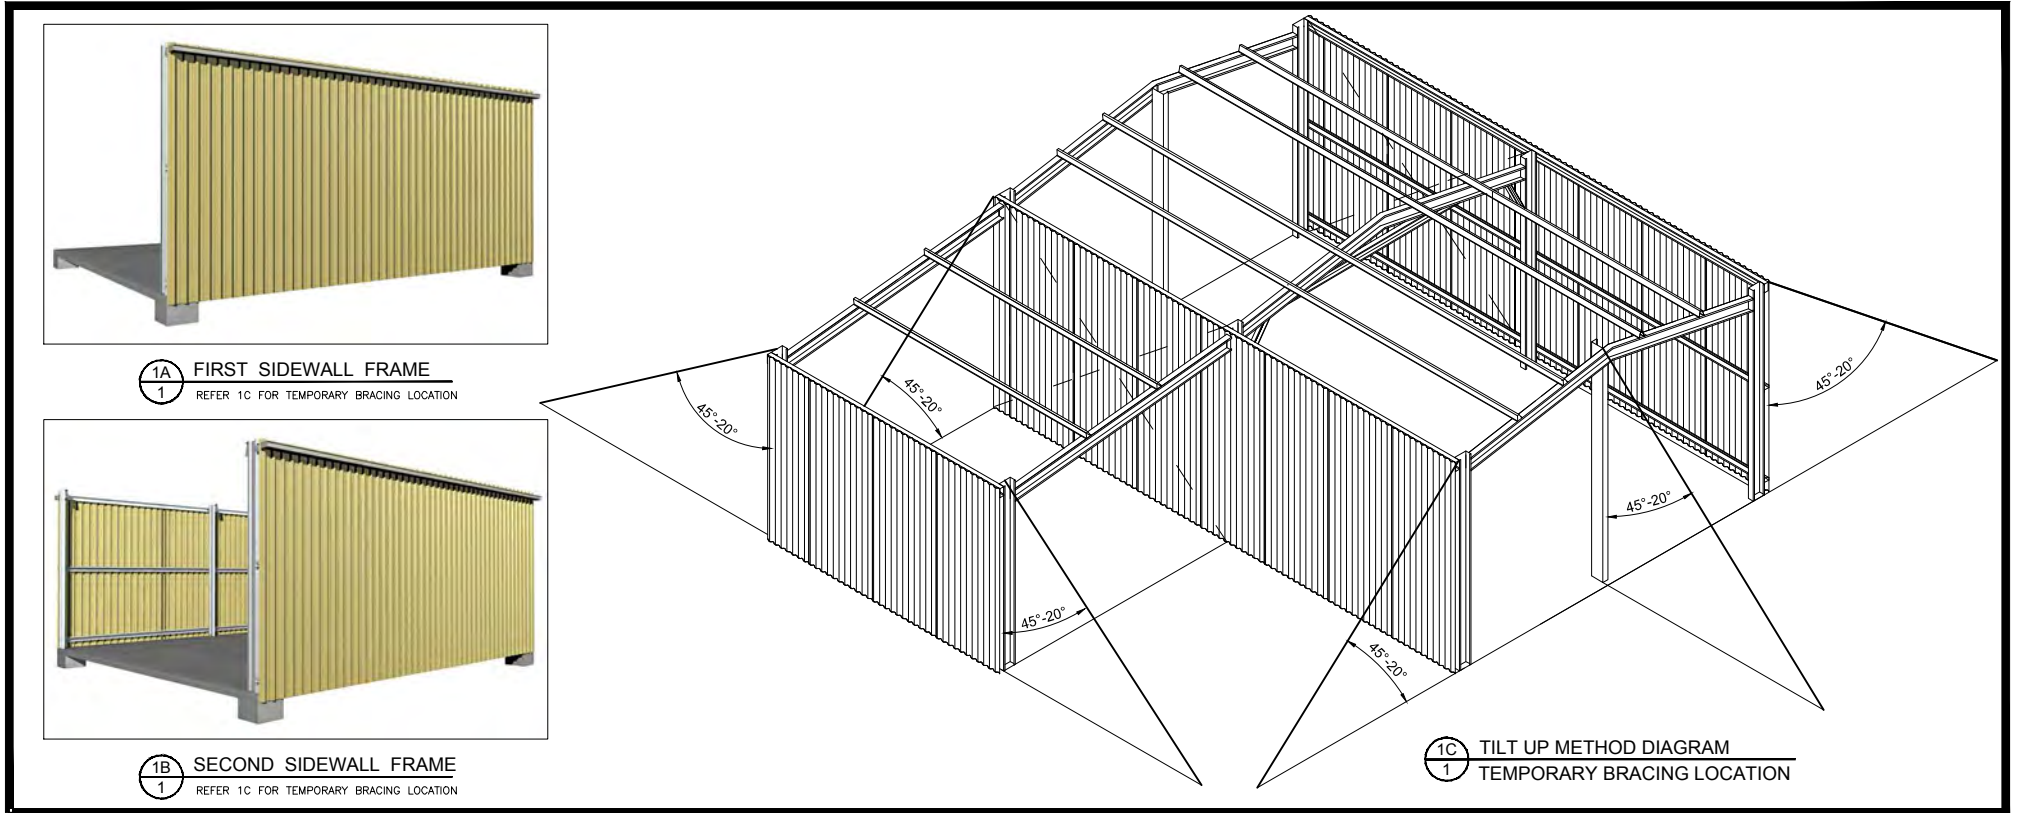 1A
1
FIRST SIDEWALL FRAME
REFER 1C FOR TEMPORARY BRACING LOCATION
1B
1
SECOND SIDEWALL FRAME
REFER 1C FOR TEMPORARY BRACING LOCATION
45°-20°
45°-20°
45°-20°
45°-20°
45°-20°
45°-20°
1C
1
TILT UP METHOD DIAGRAM
TEMPORARY BRACING LOCATION